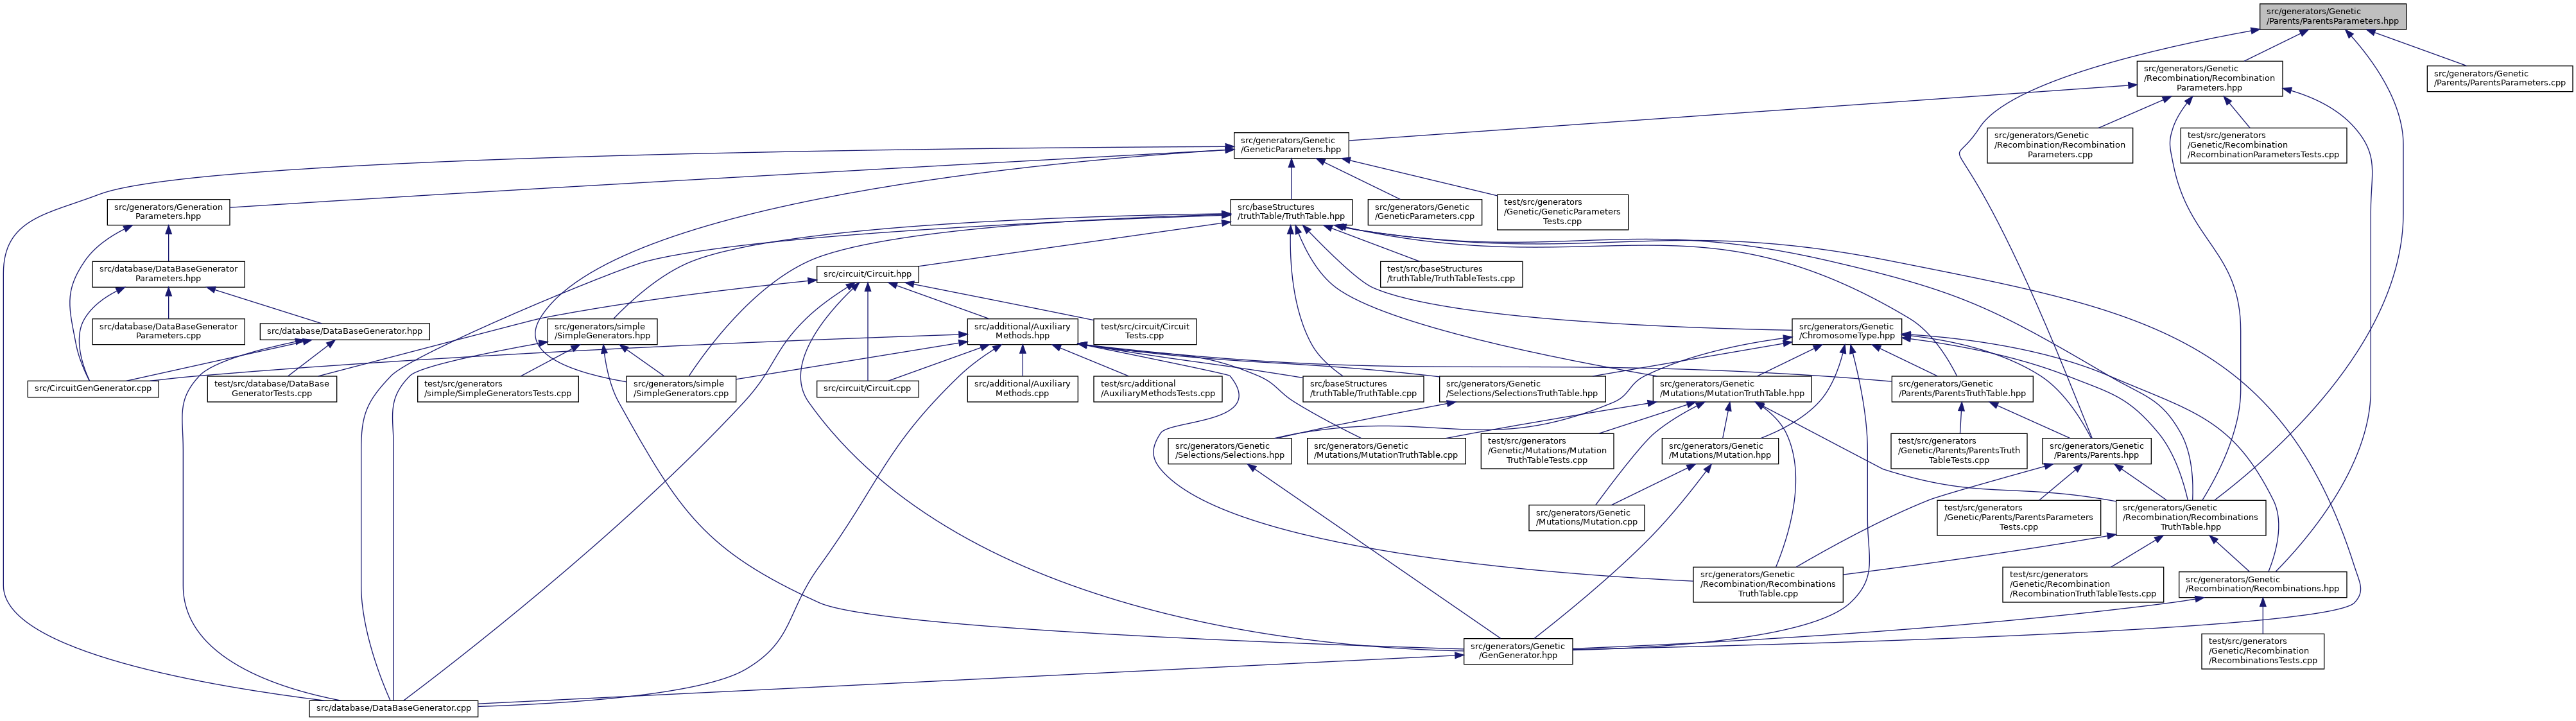 src/generators/Genetic
/Parents/ParentsParameters.hpp
src/generators/Genetic
/Recombination/Recombination
Parameters.hpp
src/generators/Genetic
/Parents/ParentsParameters.cpp
src/generators/Genetic
/GeneticParameters.hpp
src/generators/Genetic
/Recombination/Recombination
Parameters.cpp
test/src/generators
/Genetic/Recombination
/RecombinationParametersTests.cpp
src/generators/Generation
Parameters.hpp
src/baseStructures
/truthTable/TruthTable.hpp
src/generators/Genetic
/GeneticParameters.cpp
test/src/generators
/Genetic/GeneticParameters
Tests.cpp
src/database/DataBaseGenerator
Parameters.hpp
src/circuit/Circuit.hpp
test/src/baseStructures
/truthTable/TruthTableTests.cpp
src/database/DataBaseGenerator
Parameters.cpp
src/database/DataBaseGenerator.hpp
src/generators/simple
/SimpleGenerators.hpp
src/additional/Auxiliary
Methods.hpp
test/src/circuit/Circuit
Tests.cpp
src/generators/Genetic
/ChromosomeType.hpp
src/CircuitGenGenerator.cpp
test/src/database/DataBase
GeneratorTests.cpp
test/src/generators
/simple/SimpleGeneratorsTests.cpp
src/generators/simple
/SimpleGenerators.cpp
src/circuit/Circuit.cpp
src/additional/Auxiliary
Methods.cpp
test/src/additional
/AuxiliaryMethodsTests.cpp
src/baseStructures
/truthTable/TruthTable.cpp
src/generators/Genetic
/Selections/SelectionsTruthTable.hpp
src/generators/Genetic
/Mutations/MutationTruthTable.hpp
src/generators/Genetic
/Parents/ParentsTruthTable.hpp
src/generators/Genetic
/Selections/Selections.hpp
src/generators/Genetic
/Mutations/MutationTruthTable.cpp
test/src/generators
/Genetic/Mutations/Mutation
TruthTableTests.cpp
src/generators/Genetic
/Mutations/Mutation.hpp
test/src/generators
/Genetic/Parents/ParentsTruth
TableTests.cpp
src/generators/Genetic
/Parents/Parents.hpp
src/generators/Genetic
/Mutations/Mutation.cpp
test/src/generators
/Genetic/Parents/ParentsParameters
Tests.cpp
src/generators/Genetic
/Recombination/Recombinations
TruthTable.hpp
src/generators/Genetic
/Recombination/Recombinations
TruthTable.cpp
test/src/generators
/Genetic/Recombination
/RecombinationTruthTableTests.cpp
src/generators/Genetic
/Recombination/Recombinations.hpp
src/generators/Genetic
/GenGenerator.hpp
test/src/generators
/Genetic/Recombination
/RecombinationsTests.cpp
src/database/DataBaseGenerator.cpp